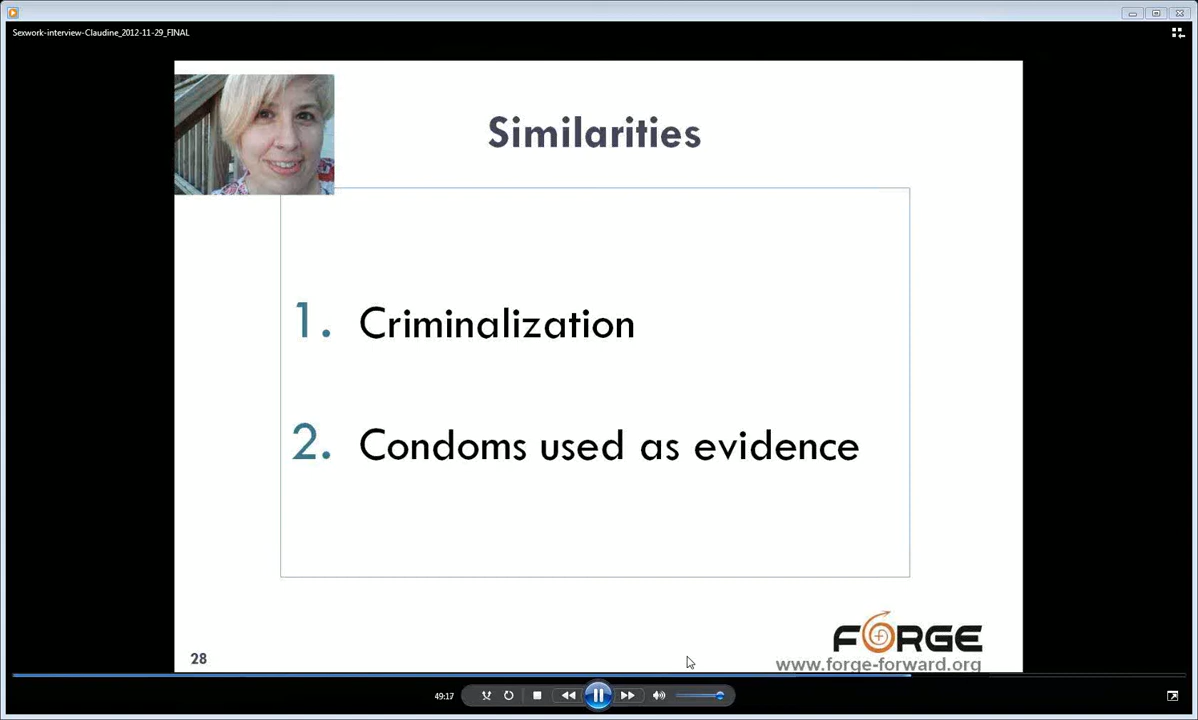 Sexwork-interview-Claudine_2012-11-29_FINAL
Similarities
1. Criminalization
2. Condoms used as evidence
FORGE
28
www.forge-forward.org
49:17